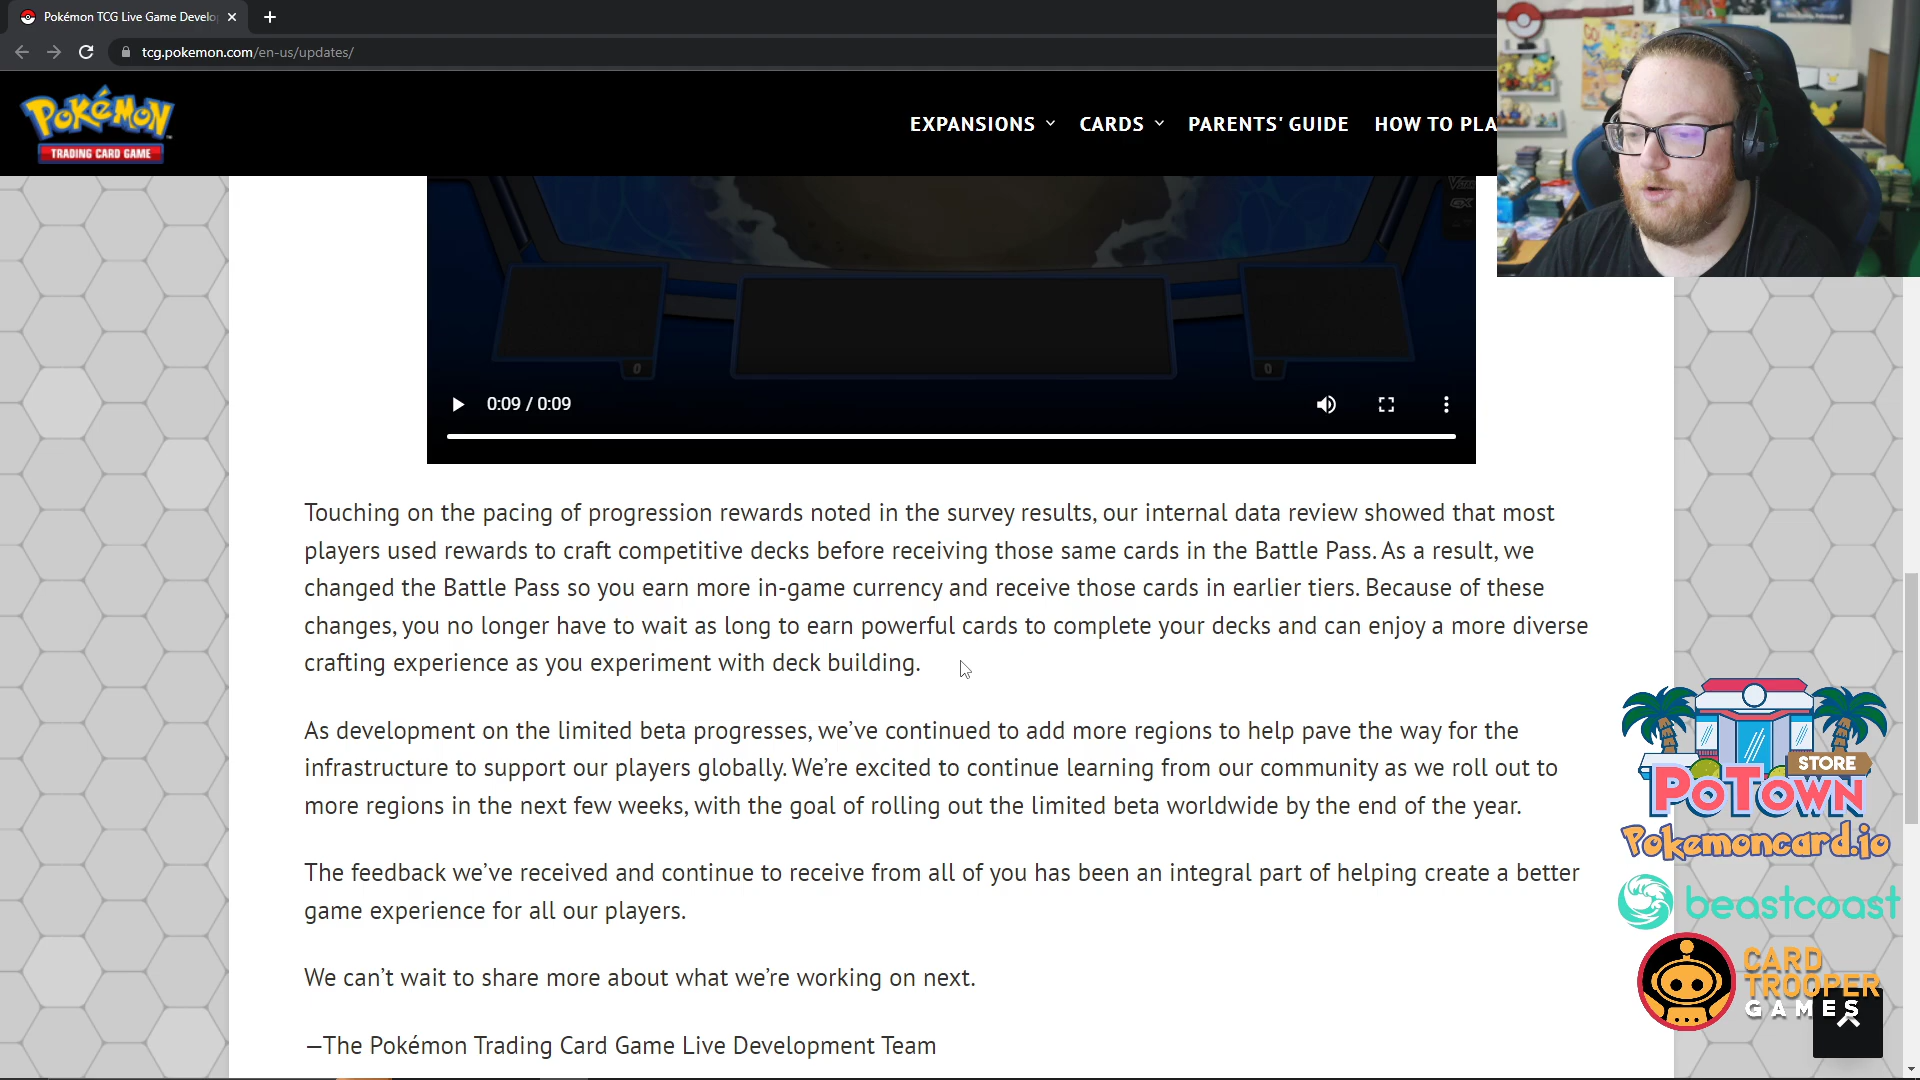 Pokémon TCG Live Game Develo
tcg.pokemon.com/en-us/updates/
POKéMON
TRADING CARD GAME
EXPANSIONS
CARDS
PARENTS' GUIDE
HOW TO PLA
0
0
0:09 / 0:09
Touching on the pacing of progression rewards noted in the survey results, our internal data review showed that most
players used rewards to craft competitive decks before receiving those same cards in the Battle Pass. As a result, we
changed the Battle Pass so you earn more in-game currency and receive those cards in earlier tiers. Because of these
changes, you no longer have to wait as long to earn powerful cards to complete your decks and can enjoy a more diverse
crafting experience as you experiment with deck building.
As development on the limited beta progresses, we’ve continued to add more regions to help pave the way for the
infrastructure to support our players globally. We’re excited to continue learning from our community as we roll out to
more regions in the next few weeks, with the goal of rolling out the limited beta worldwide by the end of the year.
The feedback we’ve received and continue to receive from all of you has been an integral part of helping create a better
game experience for all our players.
We can’t wait to share more about what we’re working on next.
—The Pokémon Trading Card Game Live Development Team
STORE
POTOWN
Pokemoncard.io
beastcoast
CARD
TROOPER
GAMES